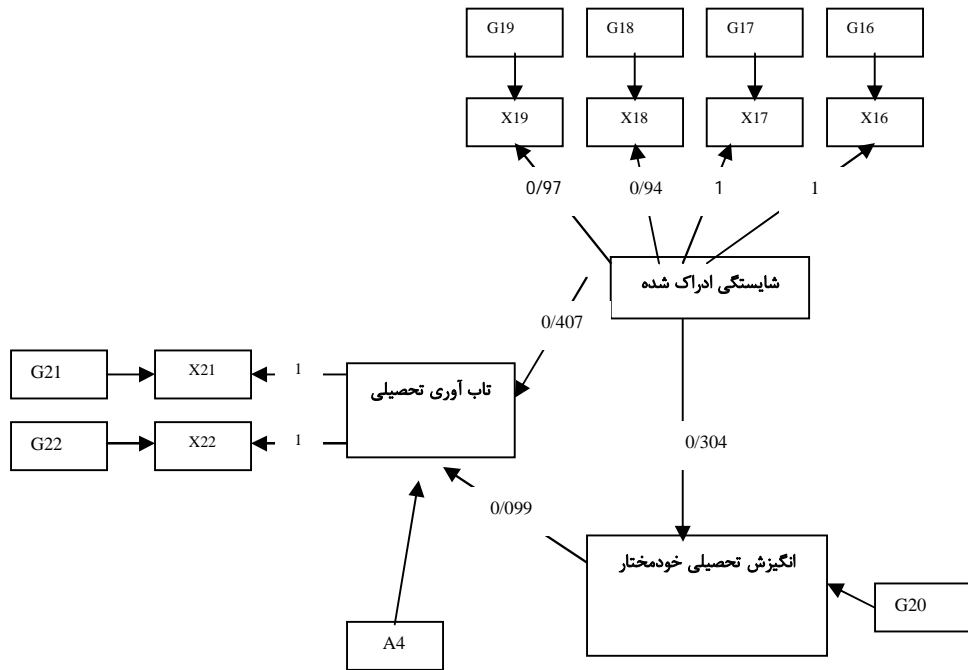 G19 G18 G17 G16
X19 X18 X17 X16
0/97 0/94 1 1
شایستگی ادراک شده
0/407
G21 X21 1 تاب آوری تحصیلی
G22 X22 1
0/304
0/099
انگیزش تحصیلی خودمختار
G20
A4